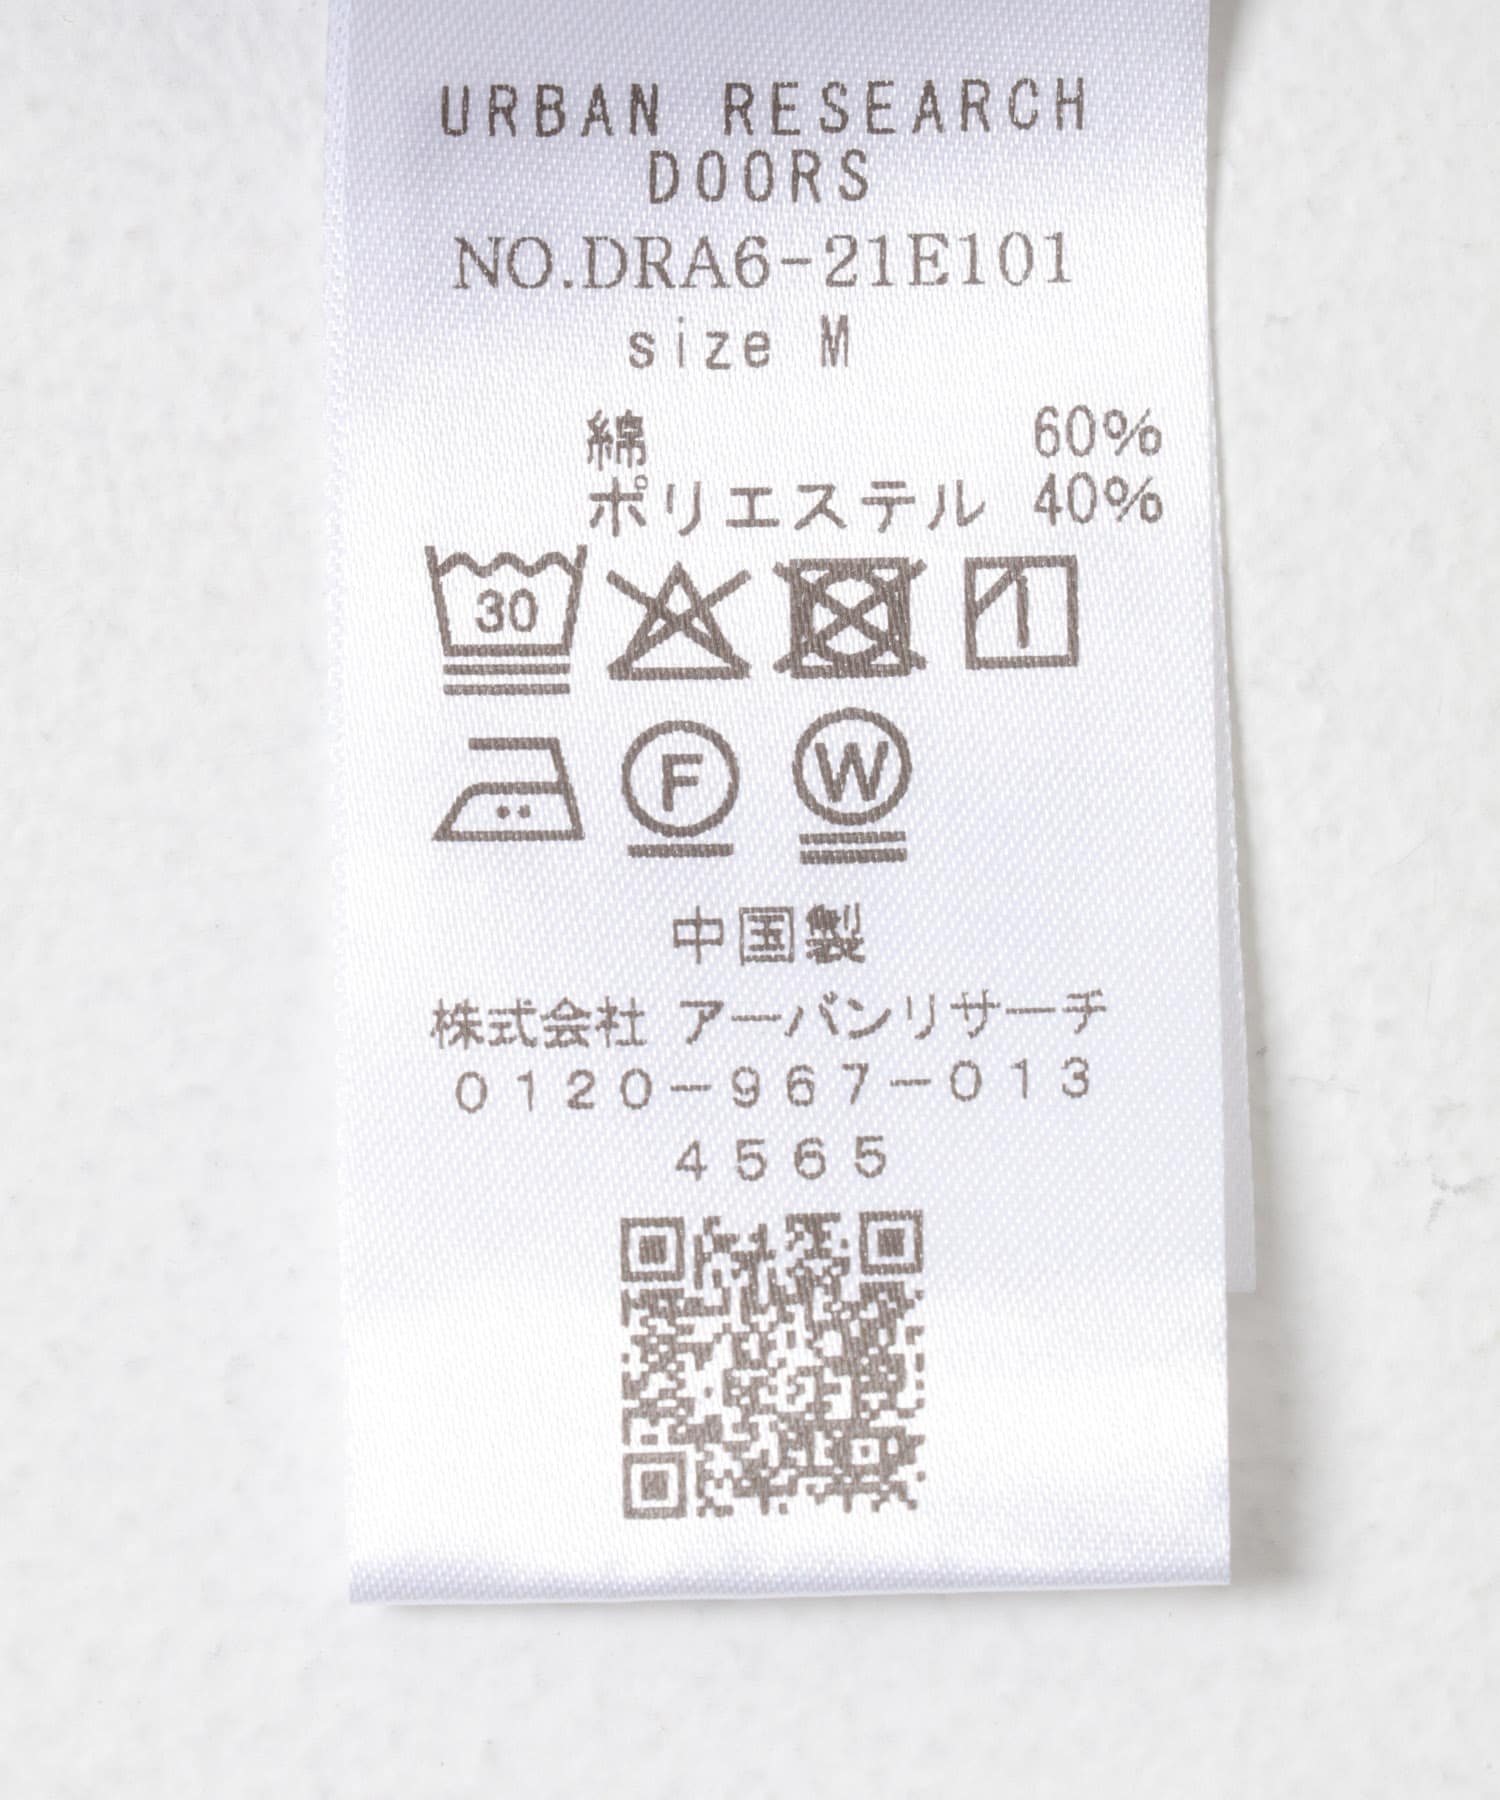 URBAN RESEARCH
DOORS
NO.DRA6-21E101
size M
綿 60%
ポリエステル 40%
30
F W
中国製
株式会社 アーバンリサーチ
0120-967-013
4565